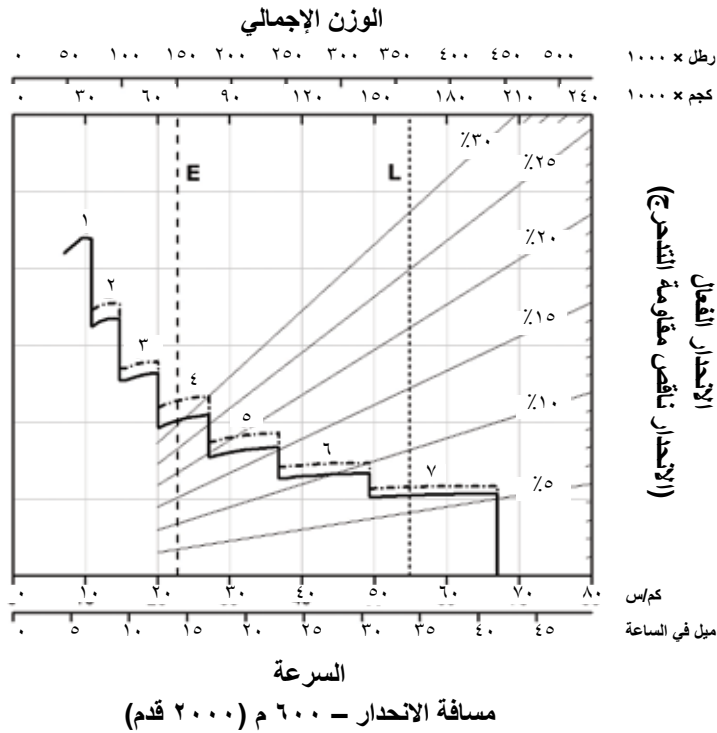 الوزن الإجمالي
٠ ٥٠ ١٠٠ ١٥٠ ٢٠٠ ٢٥٠ ٣٠٠ ٣٥٠ ٤٠٠ ٤٥٠ ٥٠٠ رطل × ١٠٠٠
٠ ٣٠ ٦٠ ٩٠ ١٢٠ ١٥٠ ١٨٠ ٢١٠ ٢٤٠ كجم × ١٠٠٠
٪٣٠
٪٢٥
E L
٪٢٠
١
٢
٪١٥
٣
٤
٪١٠
٥
٦
٧
٪٥
الانحدار الفعال
(الانحدار ناقص مقاومة التدحرج)
٠ ١٠ ٢٠ ٣٠ ٤٠ ٥٠ ٦٠ ٧٠ ٨٠ كم/س
٠ ٥ ١٠ ١٥ ٢٠ ٢٥ ٣٠ ٣٥ ٤٠ ٤٥ ميل في الساعة
السرعة
مسافة الانحدار – ٦٠٠ م (٢٠٠٠ قدم)